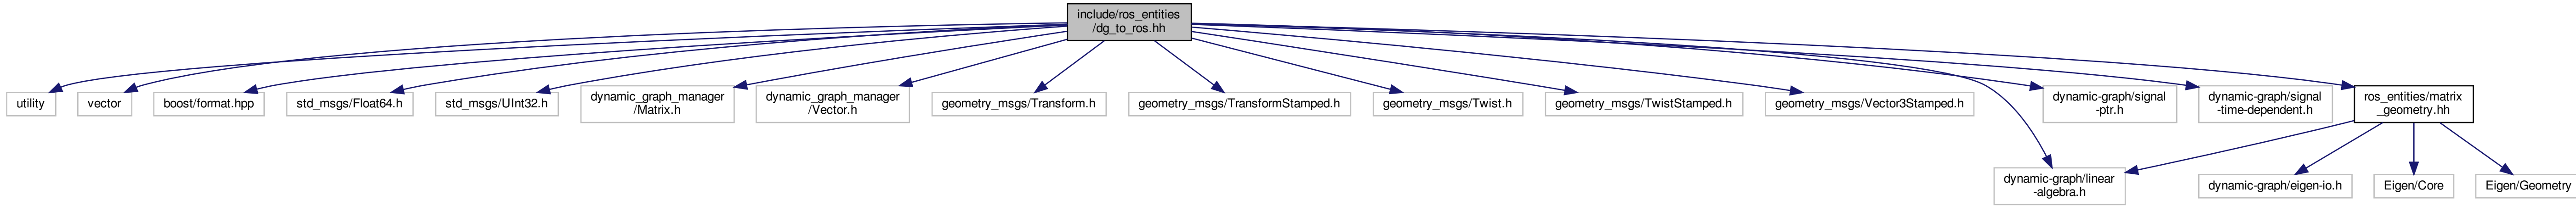 include/ros_entities
/dg_to_ros.hh
utility
vector
boost/format.hpp
std_msgs/Float64.h
std_msgs/UInt32.h
dynamic_graph_manager
/Matrix.h
dynamic_graph_manager
/Vector.h
geometry_msgs/Transform.h
geometry_msgs/TransformStamped.h
geometry_msgs/Twist.h
geometry_msgs/TwistStamped.h
geometry_msgs/Vector3Stamped.h
dynamic-graph/signal
-ptr.h
dynamic-graph/signal
-time-dependent.h
ros_entities/matrix
_geometry.hh
dynamic-graph/linear
-algebra.h
dynamic-graph/eigen-io.h
Eigen/Core
Eigen/Geometry